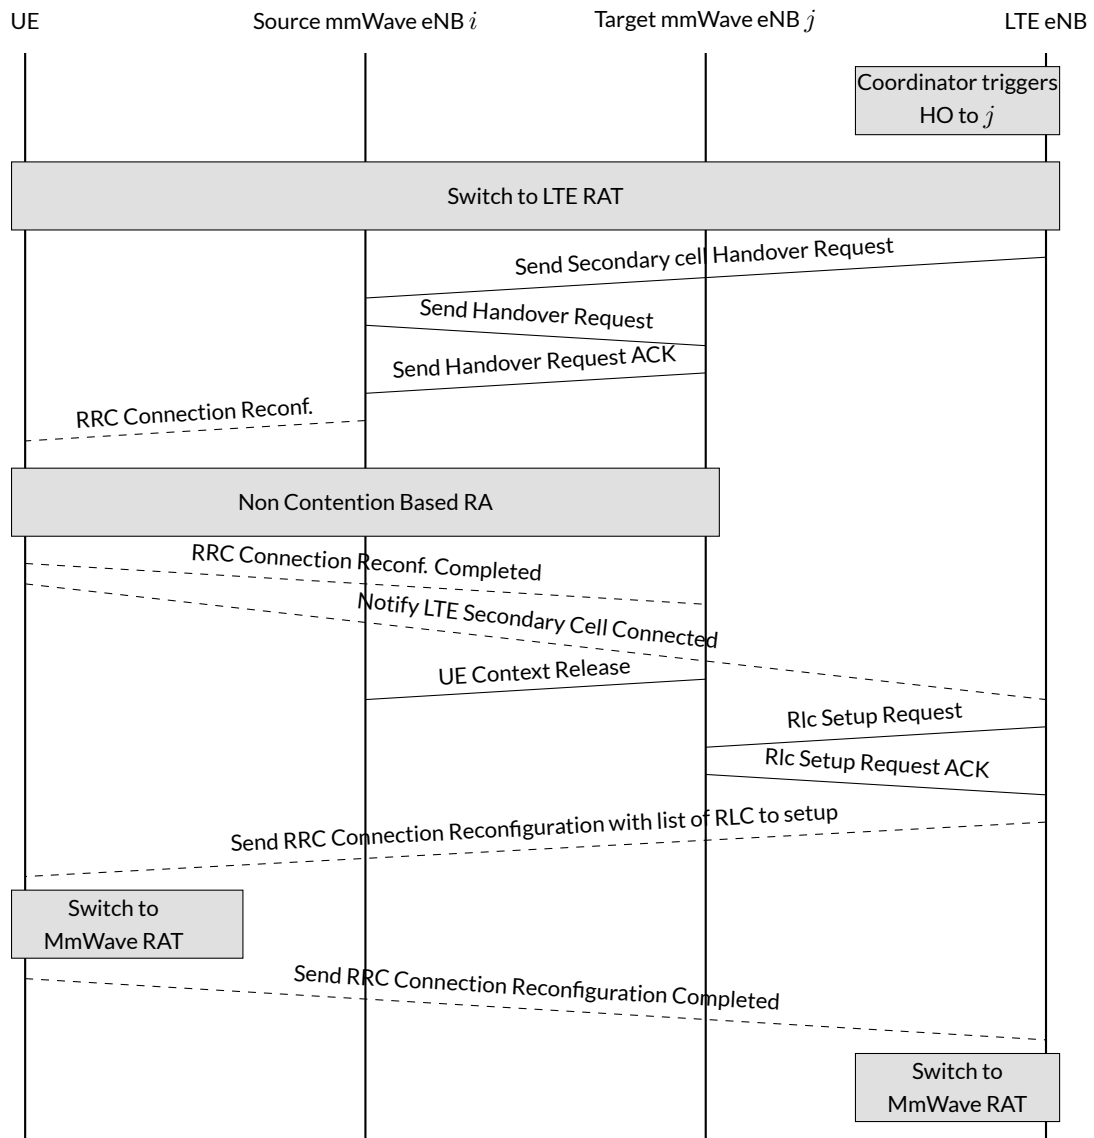 UE
Source mmWave eNB i
Target mmWave eNB j
LTE eNB
Coordinator triggers
HO to j
Switch to LTE RAT
Send Secondary cell Handover Request
Send Handover Request
Send Handover Request ACK
RRC Connection Reconf.
Non Contention Based RA
RRC Connection Reconf. Completed
Notify LTE Secondary Cell Connected
UE Context Release
Rlc Setup Request
Rlc Setup Request ACK
Send RRC Connection Reconfiguration with list of RLC to setup
Switch to
MmWave RAT
Send RRC Connection Reconfiguration Completed
Switch to
MmWave RAT